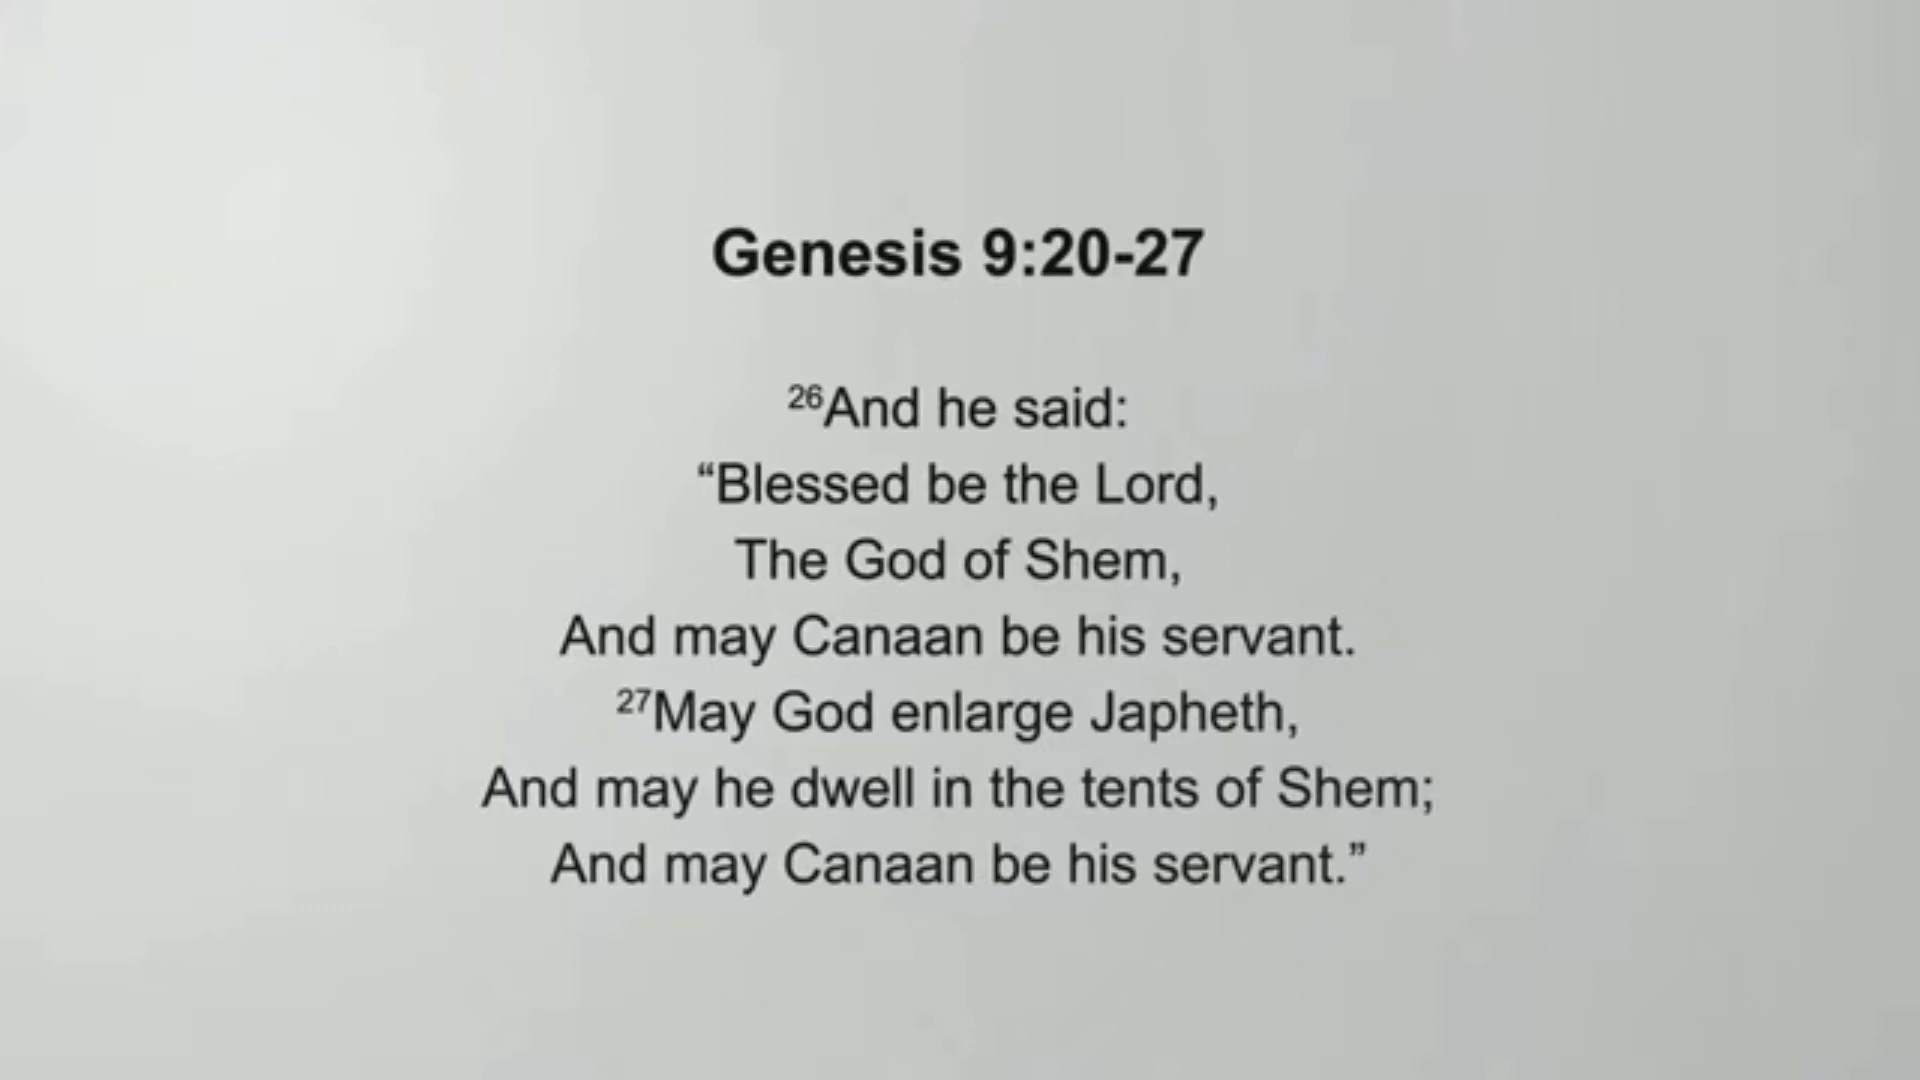 Genesis 9:20-27
26And he said:
“Blessed be the Lord,
The God of Shem,
And may Canaan be his servant.
27May God enlarge Japheth,
And may he dwell in the tents of Shem;
And may Canaan be his servant.”